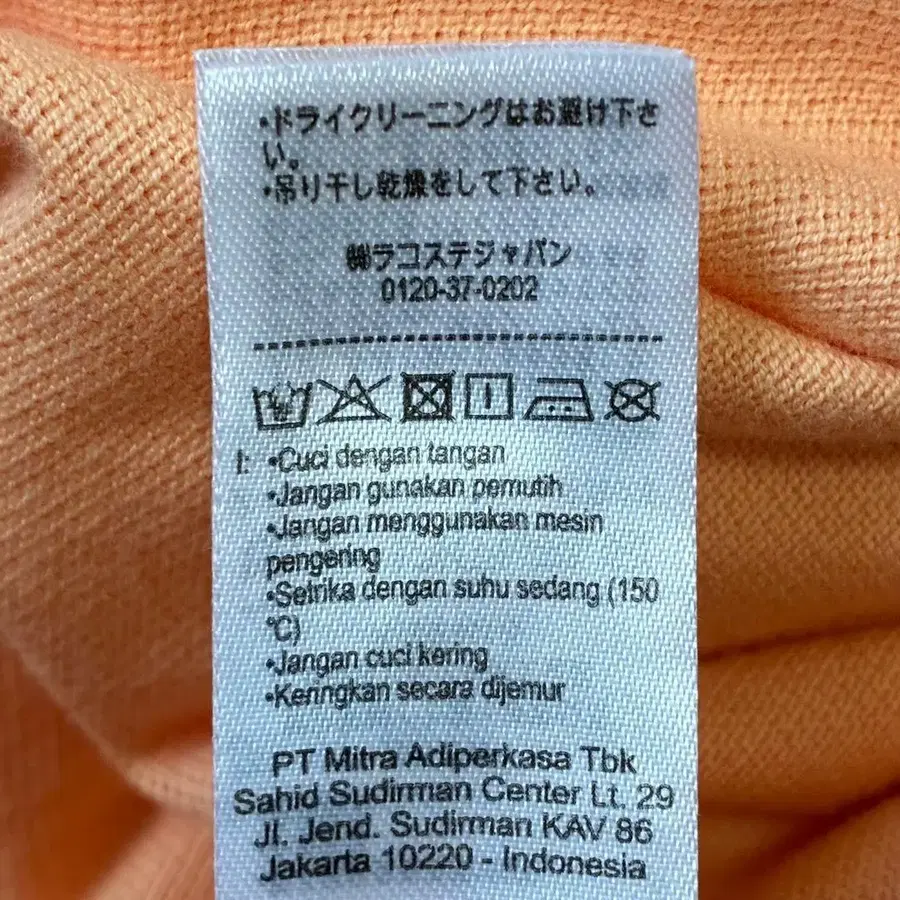 ・ドライクリーニングはお避け下さ
い。
・吊り干し乾燥をして下さい。
㈱ラコステジャパン
0120-37-0202
I: •Cuci dengan tangan
•Jangan gunakan pemutih
•Jangan menggunakan mesin
pengering
•Setrika dengan suhu sedang (150
°C)
•Jangan cuci kering
•Keringkan secara dijemur
PT Mitra Adiperkasa Tbk
Sahid Sudirman Center Lt. 29
Jl. Jend. Sudirman KAV 86
Jakarta 10220 - Indonesia